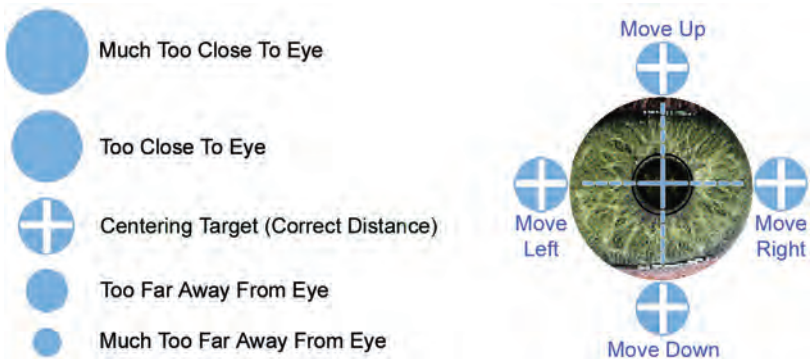 Much Too Close To Eye
Too Close To Eye
Centering Target (Correct Distance)
Too Far Away From Eye
Much Too Far Away From Eye
Move Up
Move
Left
Move
Right
Move Down